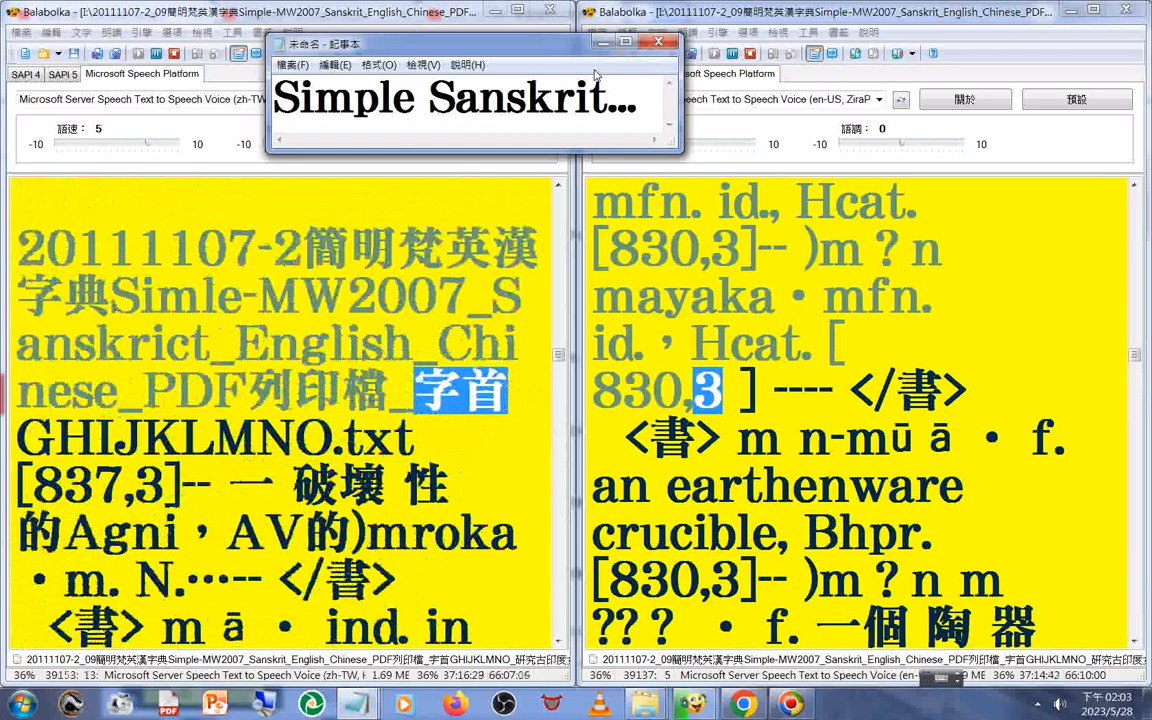 Balabolka - [I:\20111107-2_09簡明梵英漢字典Simple-MW2007_Sanskrit_English_Chinese_PDF...
Balabolka - [I:\20111107-2_09簡明梵英漢字典Simple-MW2007_Sanskrit_English_Chinese_PDF...
檔案 編輯 文字 朗讀 引擎 選項 字典 書籤 說明
未命名 - 記事本
檔案(F) 編輯(E) 格式(O) 檢視(V) 說明(H)
Simple Sanskrit...
SAPI 4 SAPI 5 Microsoft Speech Platform
Microsoft Server Speech Text to Speech Voice (zh-TW,
ech Text to Speech Voice (en-US, ZiraP
關於 預設
語速： 5
語調： 0
-10 10 -10
10 -10 10
20111107-2簡明梵英漢
字典Simle-MW2007_S
anskrict_English_Chi
nese_PDF列印檔_字首
GHIJKLMNO.txt
[837,3]-- 一 破壞 性
的Agni，AV的)mroka
・m. N.…-- </書>
<書> m ā ・ ind. in
mfn. id., Hcat.
[830,3]-- )m ? n
mayaka・mfn.
id.，Hcat. [
830,3 ] ---- </書>
<書> m n-mū ā ・ f.
an earthenware
crucible, Bhpr.
[830,3]-- )m ? n m
?? ? ・ f. 一個 陶 器
20111107-2_09簡明梵英漢字典Simple-MW2007_Sanskrit_English_Chinese_PDF列印檔_字首GHIJKLMNO_研究古印度
20111107-2_09簡明梵英漢字典Simple-MW2007_Sanskrit_English_Chinese_PDF列印檔_字首GHIJKLMNO_研究古印度
36% 39153: 13: Microsoft Server Speech Text to Speech Voice (zh-TW, 1.69 MB 36% 37:16:29 66:07:09
36% 39137: 5 Microsoft Server Speech Text to Speech Voice (en-US 36% 37:14:42 66:10:00
下午 02:03
2023/5/28